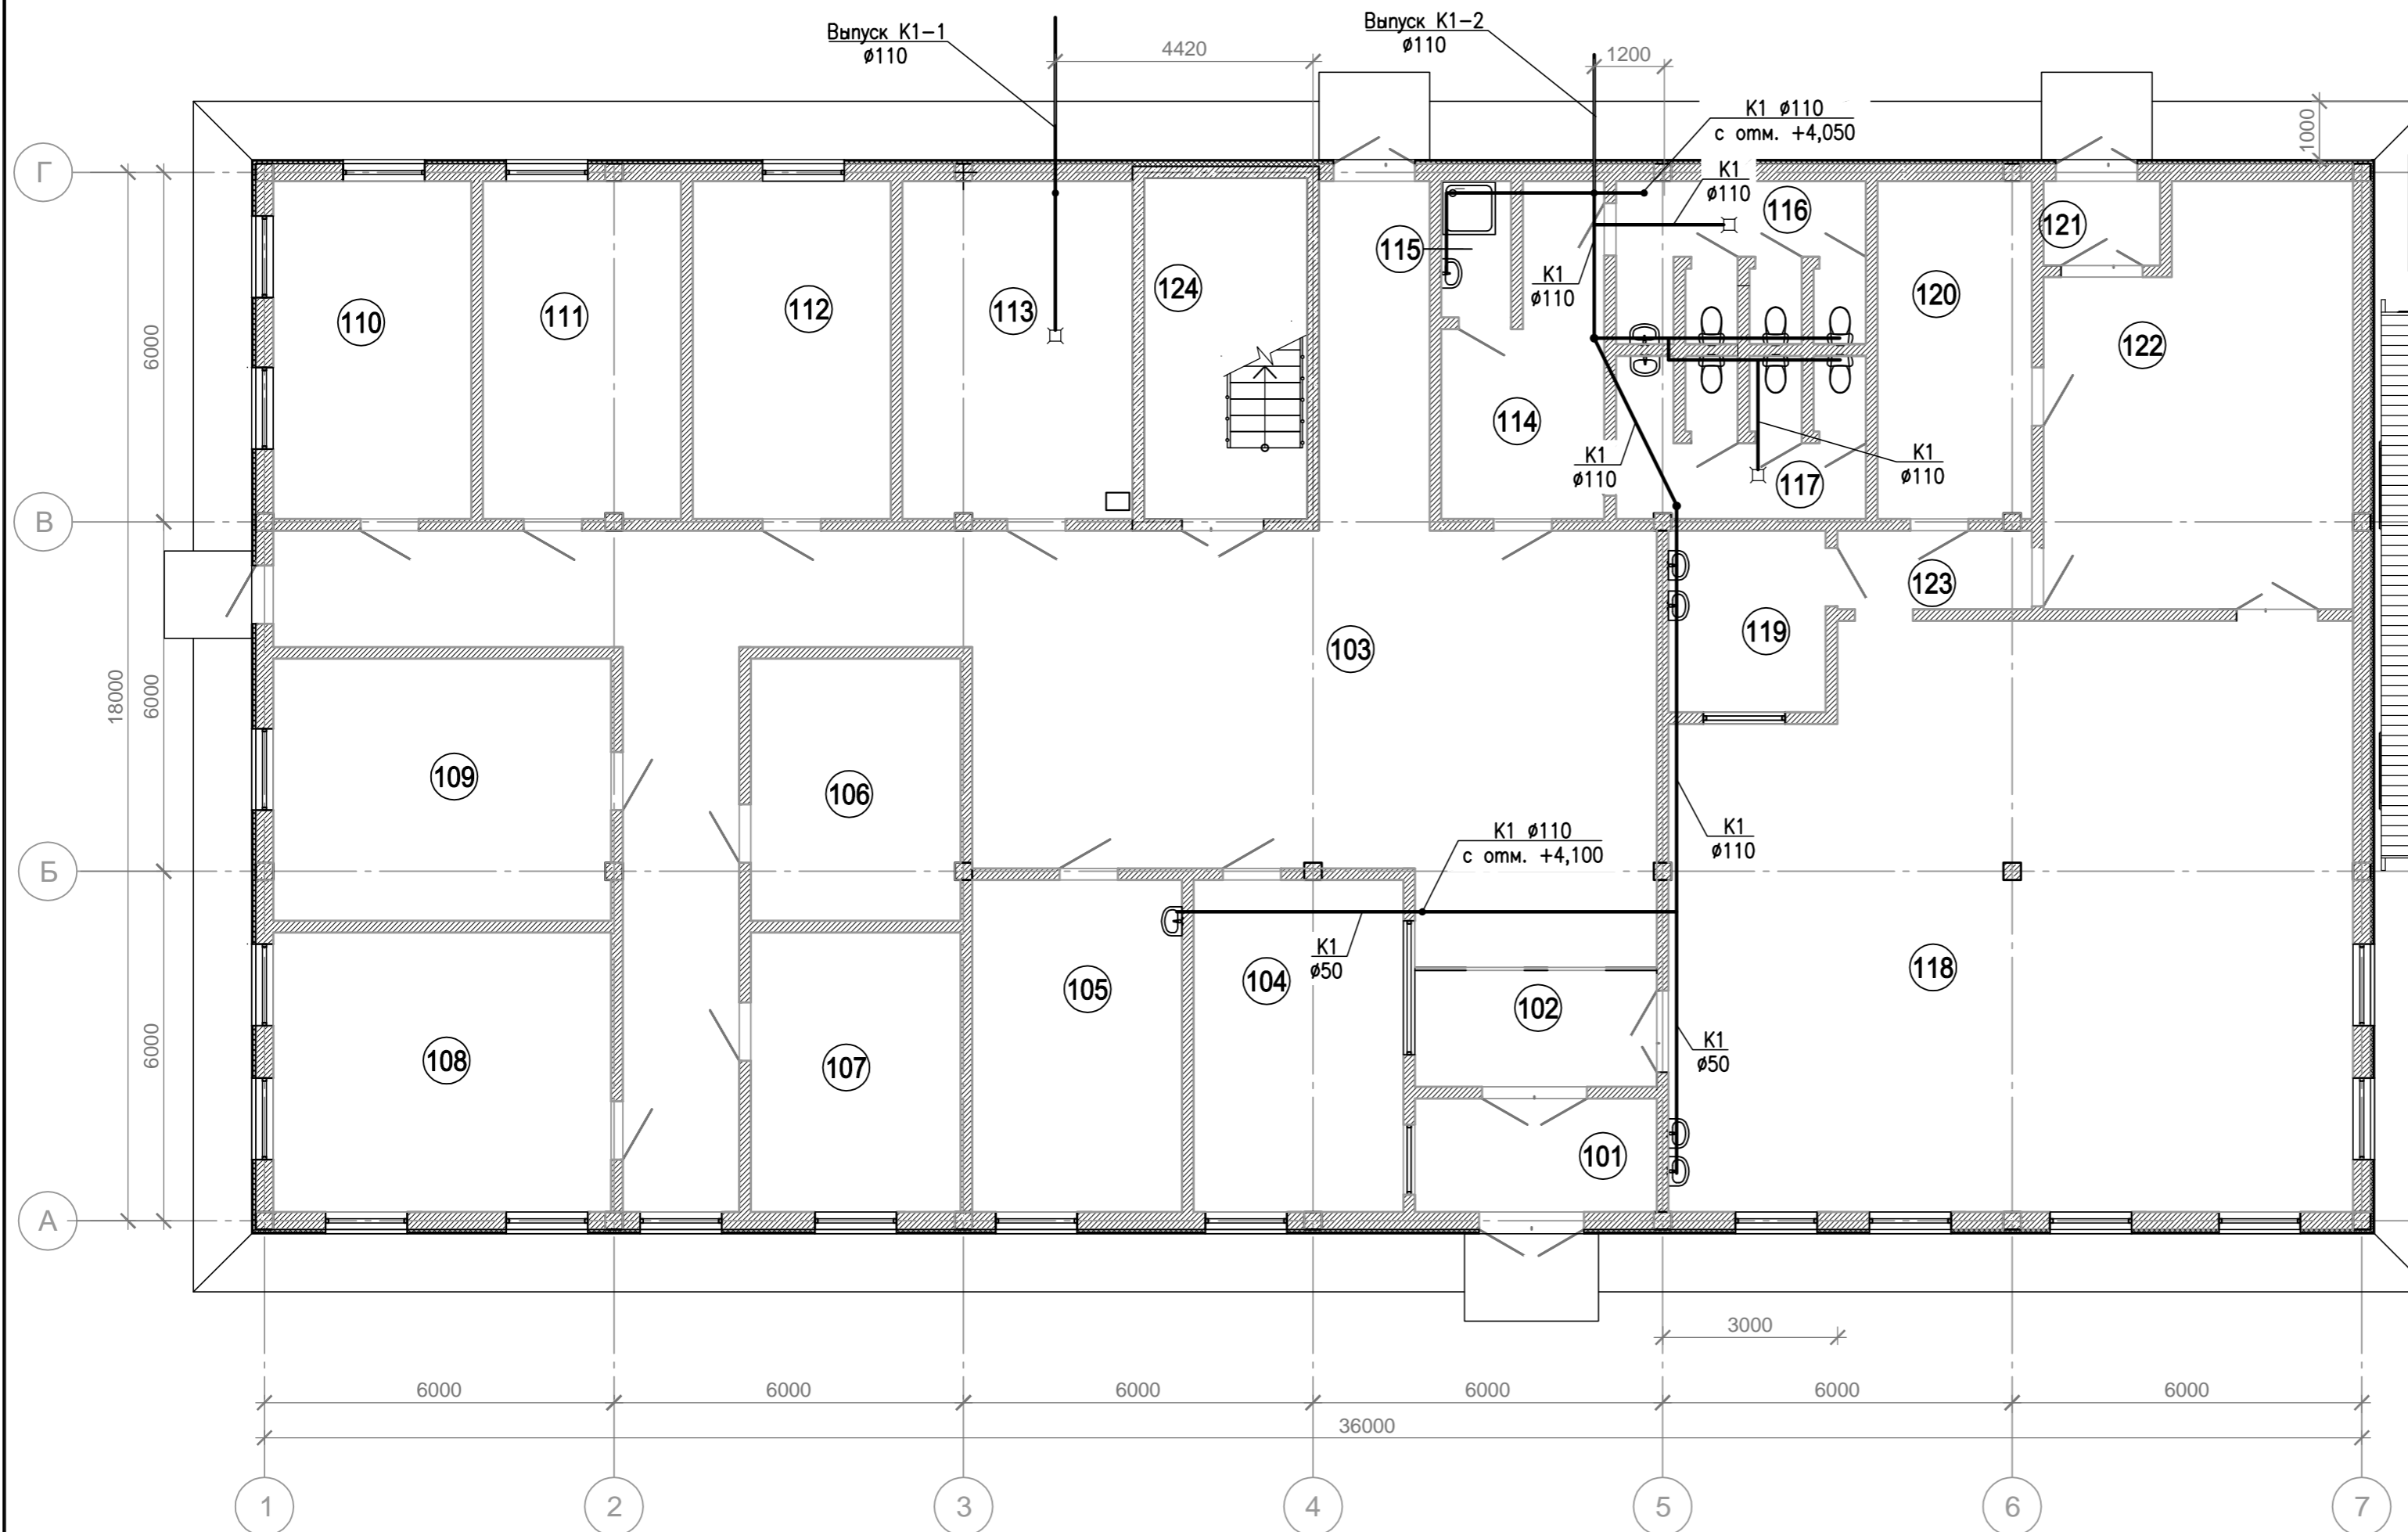 Выпуск К1-1
ø110
4420
Выпуск К1-2
ø110
1200
К1 ø110
с отм. +4,050
1000
Г
К1
ø110
116
121
115
К1
ø110
120
124
110
111
112
113
6000
122
114
К1
ø110
К1
ø110
117
В
123
119
103
18000
6000
109
106
К1 ø110
с отм. +4,100
К1
ø110
Б
К1
ø50
118
105
104
102
К1
ø50
6000
108
107
101
А
3000
6000
6000
6000
6000
6000
6000
36000
1
2
3
4
5
6
7